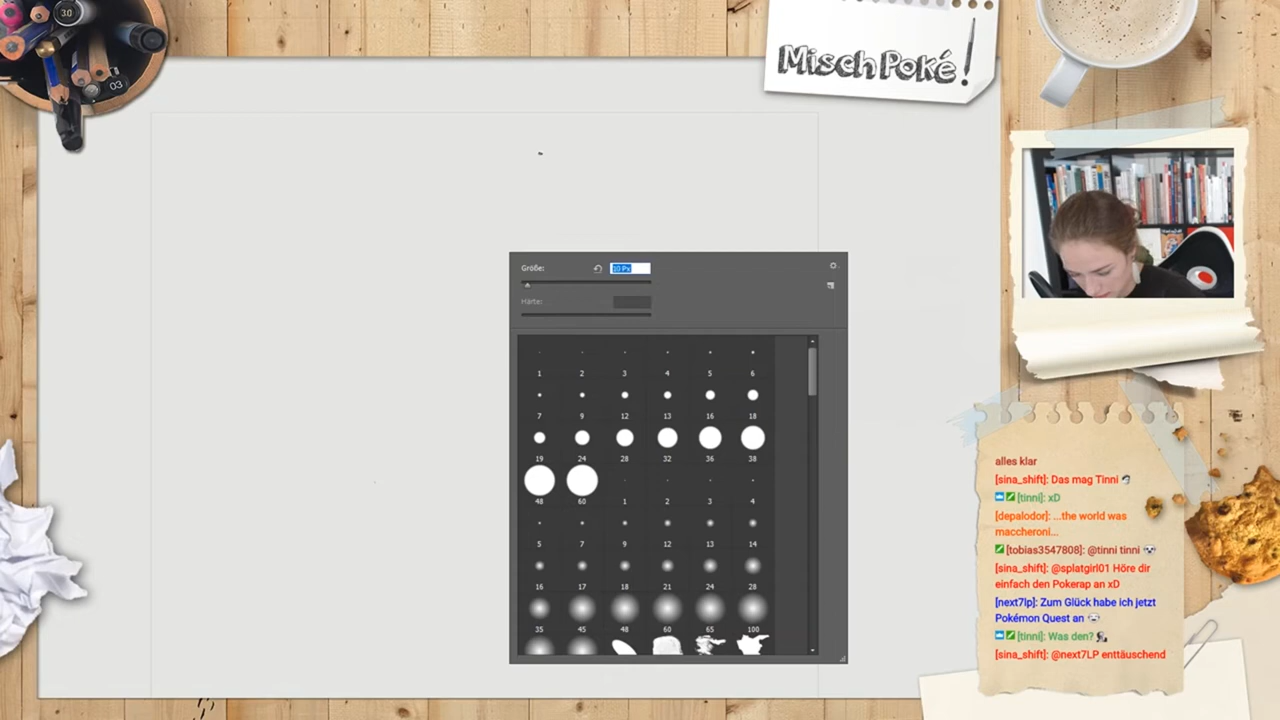 30
03
Misch Poké!
Größe:
10 Px
Härte:
1 2 3 4 5 6
7 9 12 13 16 18
19 24 28 32 36 38
48 60 1 2 3 4
5 7 9 12 13 14
16 17 18 21 24 28
35 45 48 60 65 100
alles klar
[sina_shift]: Das mag Tinni
[tinni]: xD
[depalodor]: ...the world was
maccheroni...
[tobias3547808]: @tinni tinni
[sina_shift]: @splatgirl01 Höre dir
einfach den Pokerap an xD
[next7lp]: Zum Glück habe ich jetzt
Pokémon Quest an
[tinni]: Was den?
[sina_shift]: @next7LP enttäuschend